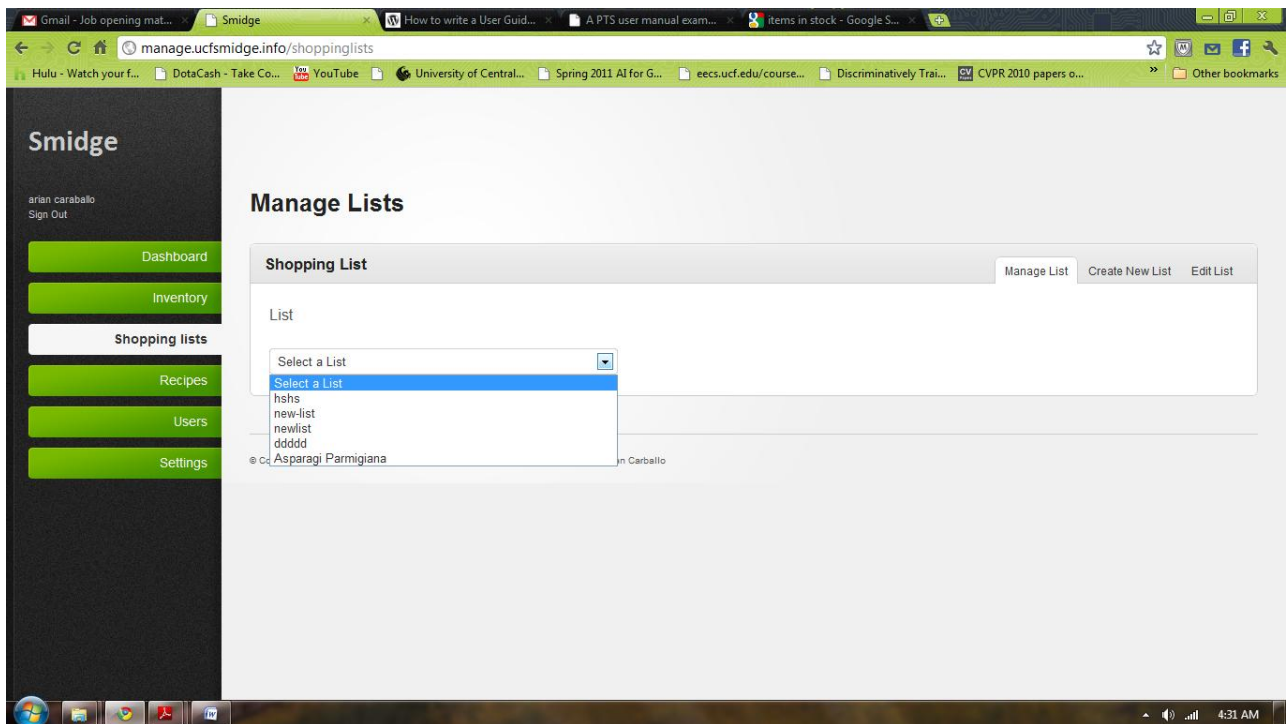 Gmail - Job opening mat...
Smidge
How to write a User Guid...
A PTS user manual exam...
items in stock - Google S...
manage.ucfsmidge.info/shoppinglists
Hulu - Watch your f...
DotaCash - Take Co...
YouTube
University of Central...
Spring 2011 AI for G...
eecs.ucf.edu/course...
Discriminatively Trai...
CVPR 2010 papers o...
»
Other bookmarks
Smidge
arian caraballo
Sign Out
Dashboard
Inventory
Shopping lists
Recipes
Users
Settings
Manage Lists
Shopping List
Manage List
Create New List
Edit List
List
Select a List
Select a List
hshs
new-list
newlist
ddddd
Asparagi Parmigiana
© Co
Carballo
4:31 AM